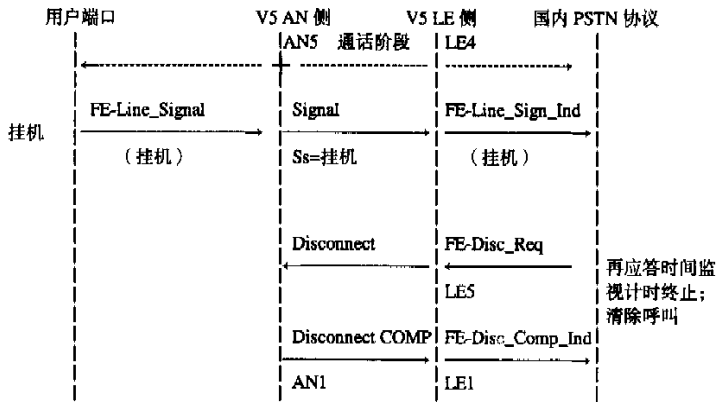 用户端口 V5 AN 侧 V5 LE 侧 国内 PSTN 协议
AN5 通话阶段 LE4
FE-Line_Signal Signal FE-Line_Sign_Ind
挂机
（挂机） Ss=挂机 （挂机）
Disconnect FE-Disc_Req
再应答时间监
LE5 视计时终止；
清除呼叫
Disconnect COMP FE-Disc_Comp_Ind
AN1 LE1